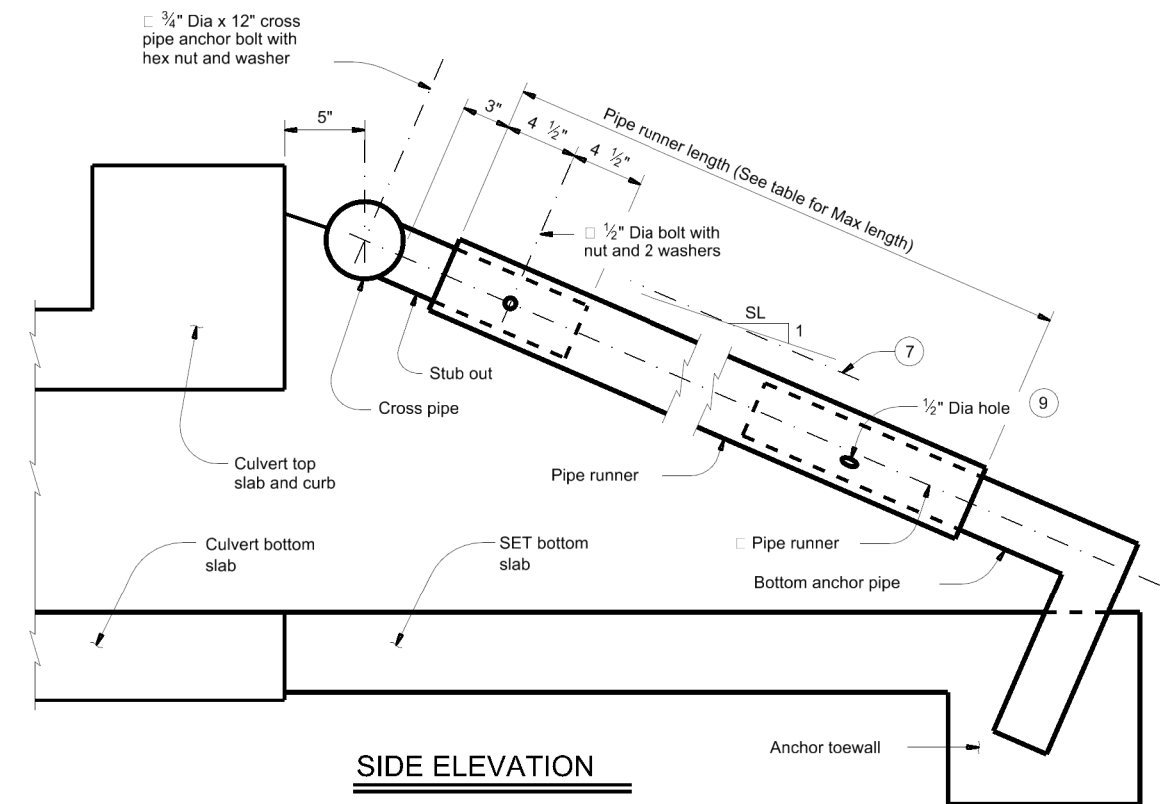 □ 3/4" Dia x 12" cross
pipe anchor bolt with
hex nut and washer
5"
3"
4 1/2"
4 1/2"
Pipe runner length (See table for Max length)
□ 1/2" Dia bolt with
nut and 2 washers
SL
1
7
Stub out
Cross pipe
1/2" Dia hole
9
Culvert top
slab and curb
Pipe runner
Culvert bottom
slab
SET bottom
slab
□ Pipe runner
Bottom anchor pipe
Anchor toewall
SIDE ELEVATION